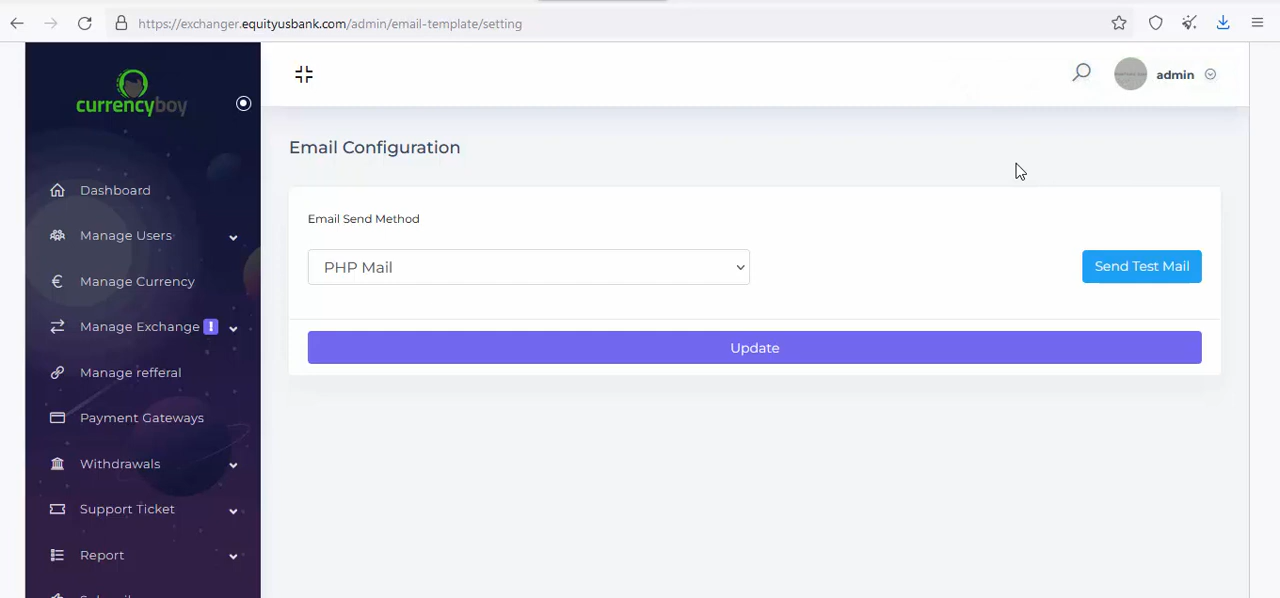 https://exchanger.equityusbank.com/admin/email-template/setting
currencyboy
admin
Email Configuration
Dashboard
Manage Users
Email Send Method
PHP Mail
Send Test Mail
Manage Currency
Manage Exchange !
Update
Manage refferal
Payment Gateways
Withdrawals
Support Ticket
Report